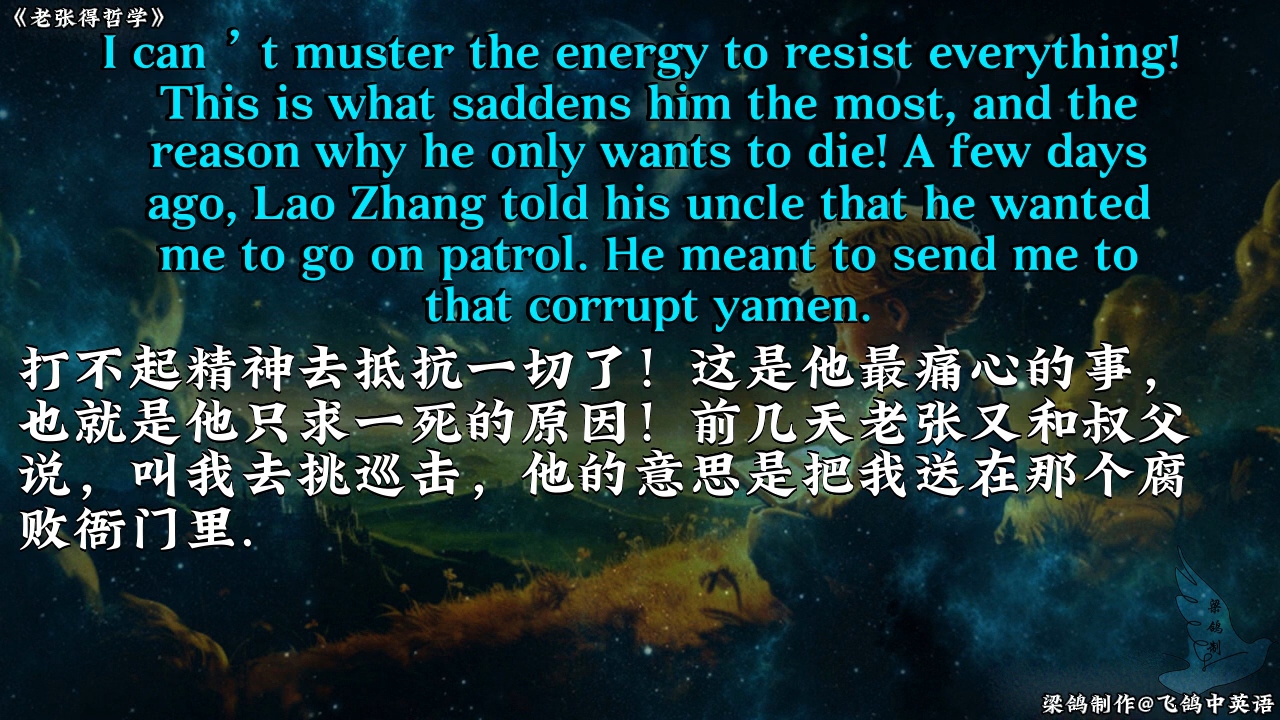 《老张得哲学》
I can ’ t muster the energy to resist everything!
This is what saddens him the most, and the
reason why he only wants to die! A few days
ago, Lao Zhang told his uncle that he wanted
me to go on patrol. He meant to send me to
that corrupt yamen.
打不起精神去抵抗一切了！这是他最痛心的事，
也就是他只求一死的原因！前几天老张又和叔父
说，叫我去挑巡击，他的意思是把我送在那个腐
败衙门里.
梁鸽制
梁鸽制作@飞鸽中英语